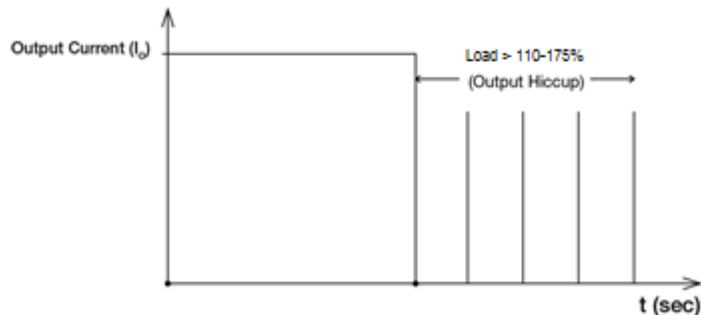 Output Current (Io)
Load > 110-175%
(Output Hiccup)
t (sec)